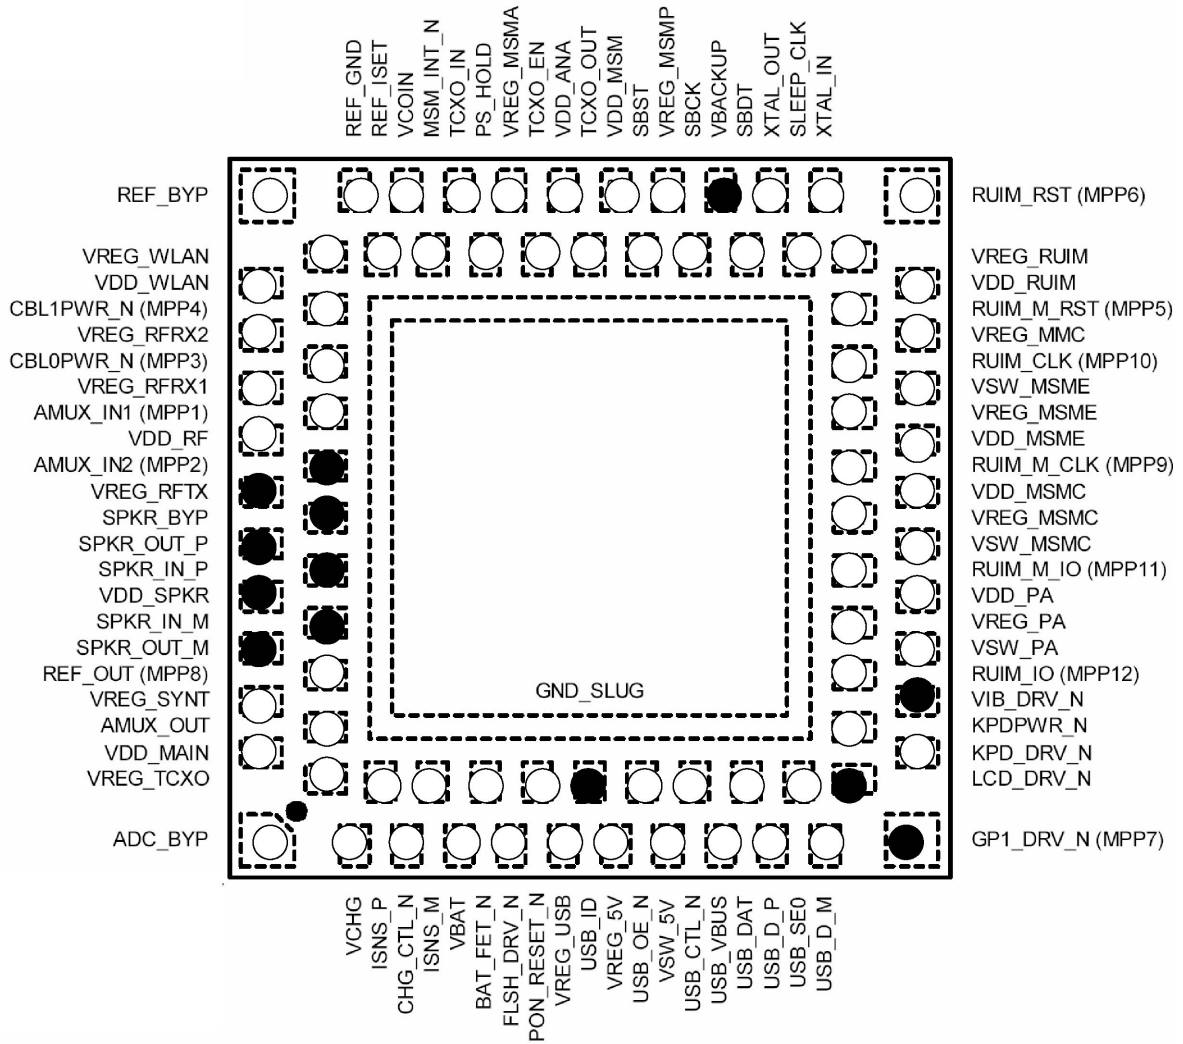 REF_GND
REF_ISET
VCOIN
MSM_INT_N
TCXO_IN
PS_HOLD
VREG_MSMA
TCXO_EN
VDD_ANA
TCXO_OUT
VDD_MSM
SBST
VREG_MSMP
SBCK
VBACKUP
SBDT
XTAL_OUT
SLEEP_CLK
XTAL_IN
REF_BYP
VREG_WLAN
VDD_WLAN
CBL1PWR_N (MPP4)
VREG_RFRX2
CBL0PWR_N (MPP3)
VREG_RFRX1
AMUX_IN1 (MPP1)
VDD_RF
AMUX_IN2 (MPP2)
VREG_RFTX
SPKR_BYP
SPKR_OUT_P
SPKR_IN_P
VDD_SPKR
SPKR_IN_M
SPKR_OUT_M
REF_OUT (MPP8)
VREG_SYNT
AMUX_OUT
VDD_MAIN
VREG_TCXO
ADC_BYP
GND_SLUG
RUIM_RST (MPP6)
VREG_RUIM
VDD_RUIM
RUIM_M_RST (MPP5)
VREG_MMC
RUIM_CLK (MPP10)
VSW_MSME
VREG_MSME
VDD_MSME
RUIM_M_CLK (MPP9)
VDD_MSMC
VREG_MSMC
VSW_MSMC
RUIM_M_IO (MPP11)
VDD_PA
VREG_PA
VSW_PA
RUIM_IO (MPP12)
VIB_DRV_N
KPDPWR_N
KPD_DRV_N
LCD_DRV_N
GP1_DRV_N (MPP7)
VCHG
ISNS_P
CHG_CTL_N
ISNS_M
VBAT
BAT_FET_N
FLSH_DRV_N
PON_RESET_N
VREG_USB
USB_ID
VREG_5V
USB_OE_N
VSW_5V
USB_CTL_N
USB_VBUS
USB_DAT
USB_D_P
USB_SE0
USB_D_M